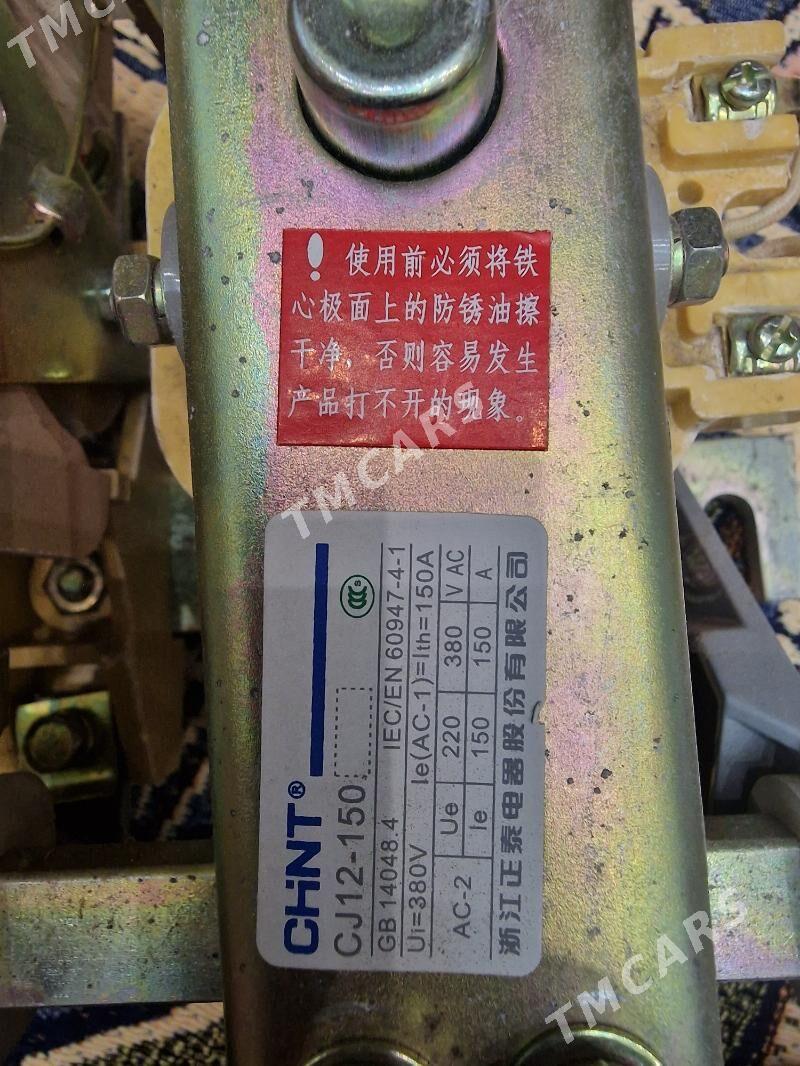 TMCARS
！使用前必须将铁
心极面上的防锈油擦
干净，否则容易发生
产品打不开的现象。
TMCARS
CHNT®
CJ12-150
GB 14048.4 IEC/EN 60947-4-1
Ui=380V Ie(AC-1)=Ith=150A
AC-2 Ue 220 380 V AC
Ie 150 150 A
浙江正泰电器股份有限公司
CCC S
TMCARS